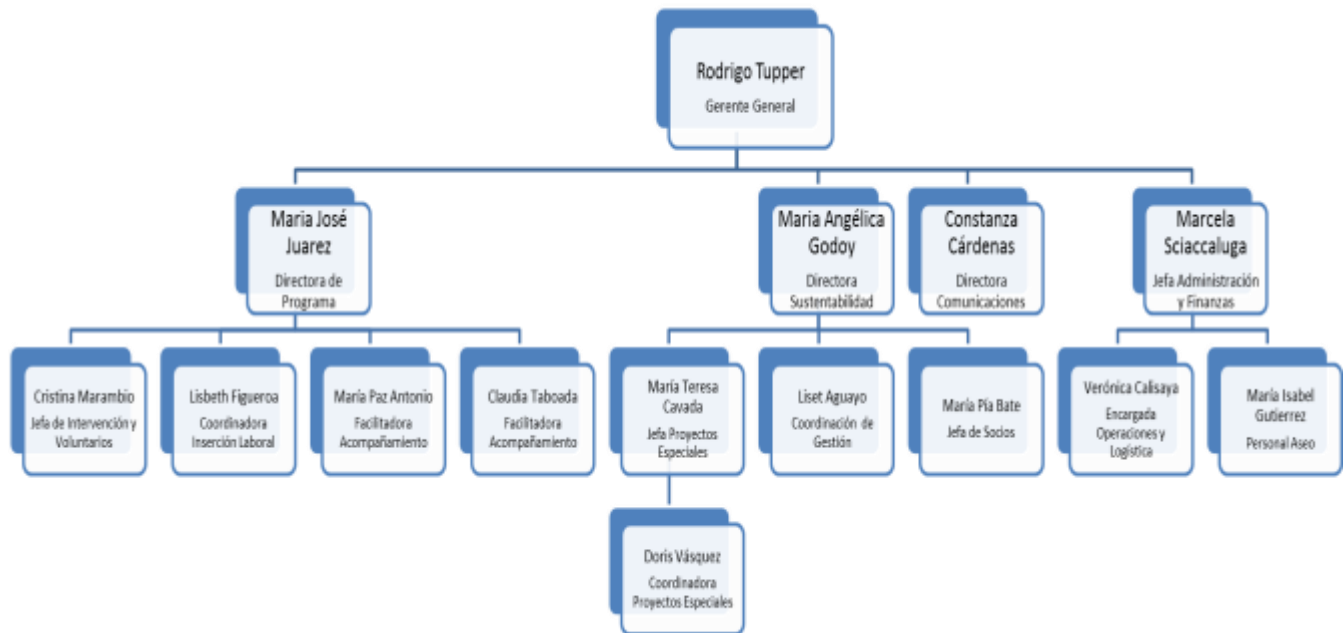 Rodrigo Tupper
Gerente General
Maria José
Juarez
Directora de
Programa
Maria Angélica
Godoy
Directora
Sustentabilidad
Constanza
Cárdenas
Directora
Comunicaciones
Marcela
Sciaccaluga
Jefa Administración
y Finanzas
Cristina Marambio
Jefa de Intervención y
Voluntarios
Lisbeth Figueroa
Coordinadora
Inserción Laboral
María Paz Antonio
Facilitadora
Acompañamiento
Claudia Taboada
Facilitadora
Acompañamiento
María Teresa
Cavada
Jefa Proyectos
Especiales
Liset Aguayo
Coordinación de
Gestión
María Pía Bate
Jefa de Socios
Verónica Calisaya
Encargada
Operaciones y
Logística
María Isabel
Gutierrez
Personal Aseo
Doris Vásquez
Coordinadora
Proyectos Especiales